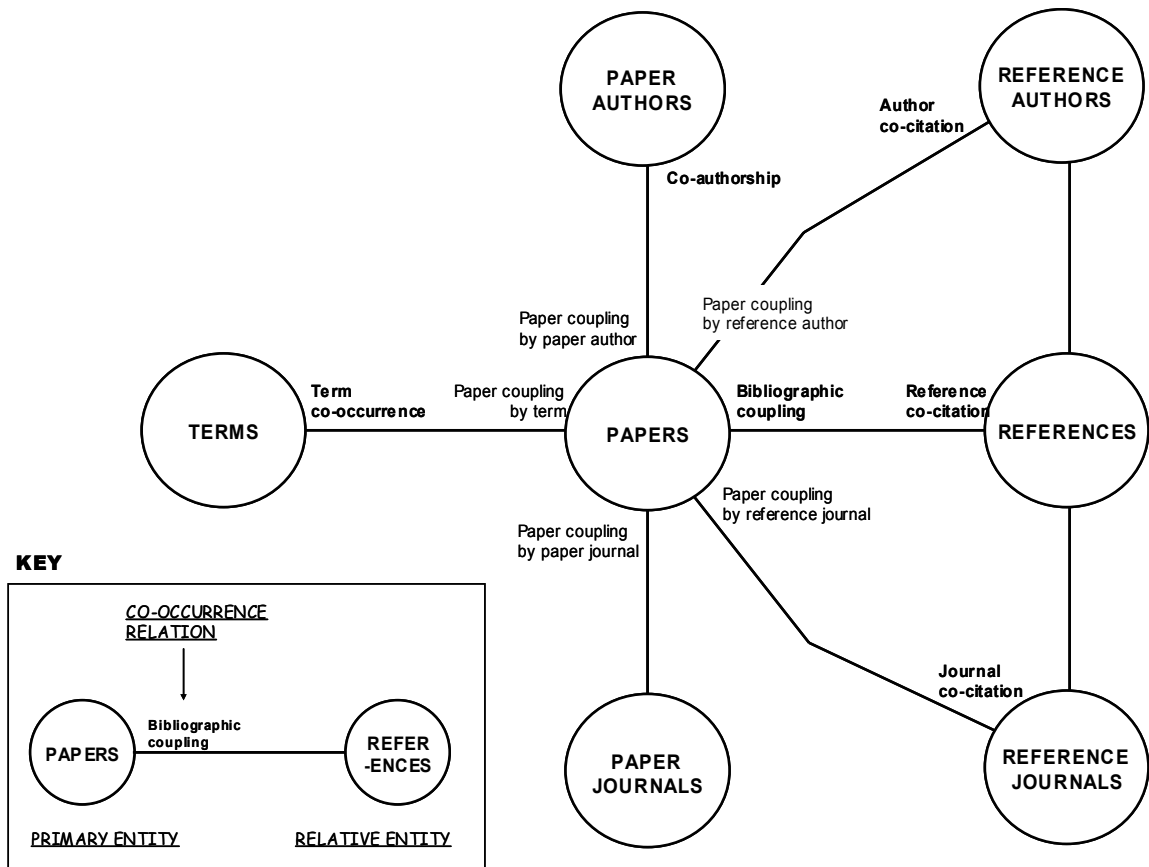 PAPER
AUTHORS
REFERENCE
AUTHORS
Author
co-citation
Co-authorship
Paper coupling
by reference author
Paper coupling
by paper author
Term
co-occurrence
Paper coupling
by term
Bibliographic
coupling
Reference
co-citation
TERMS
PAPERS
REFERENCES
Paper coupling
by reference journal
Paper coupling
by paper journal
Journal
co-citation
PAPER
JOURNALS
REFERENCE
JOURNALS
KEY
CO-OCCURRENCE
RELATION
Bibliographic
coupling
PAPERS
REFER
-ENCES
PRIMARY ENTITY
RELATIVE ENTITY